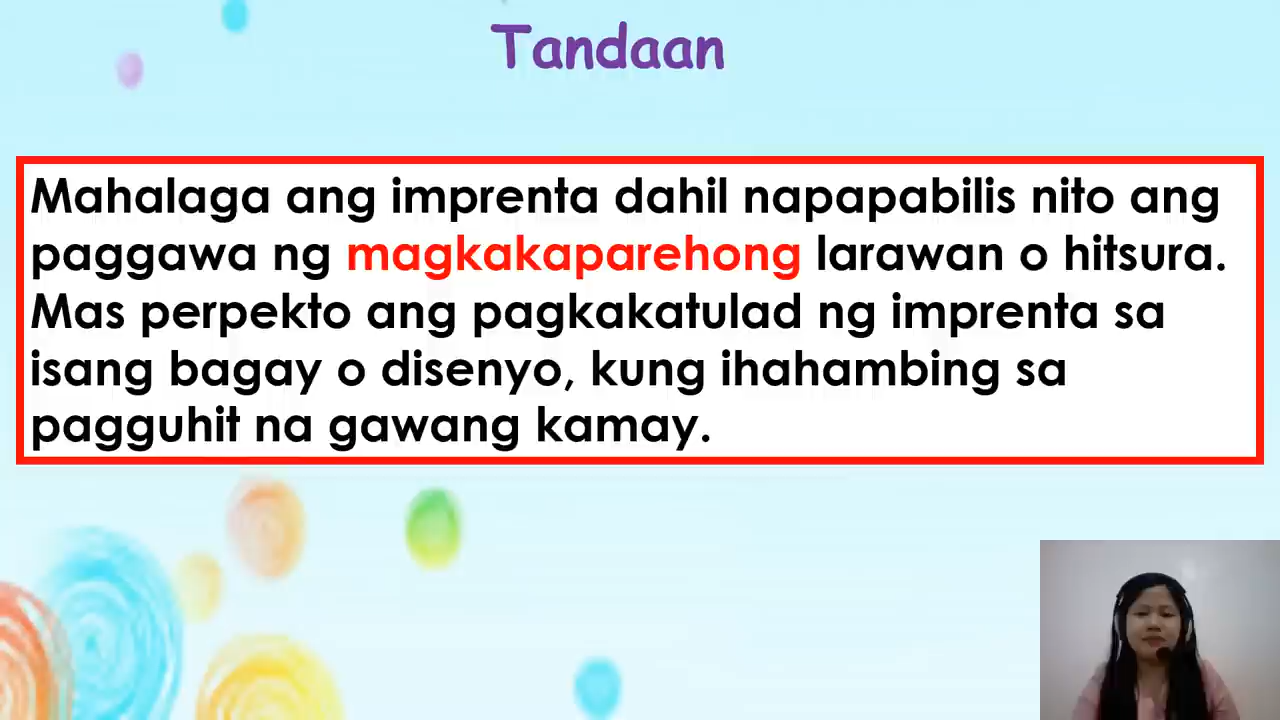 Tandaan
Mahalaga ang imprenta dahil napapabilis nito ang
paggawa ng magkakaparehong larawan o hitsura.
Mas perpekto ang pagkakatulad ng imprenta sa
isang bagay o disenyo, kung ihahambing sa
pagguhit na gawang kamay.